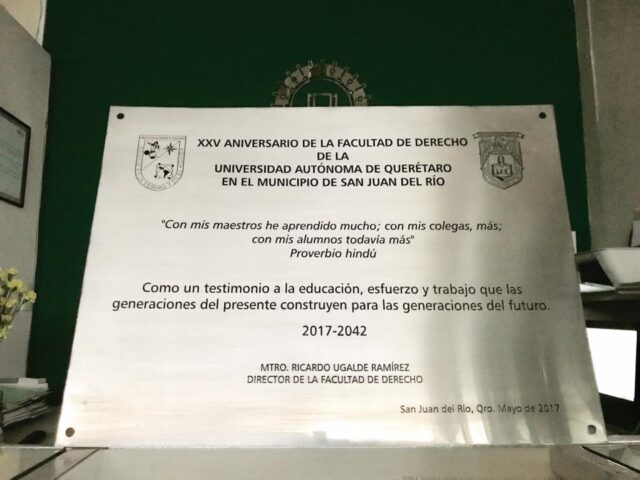 XXV ANIVERSARIO DE LA FACULTAD DE DERECHO
DE LA
UNIVERSIDAD AUTÓNOMA DE QUERÉTARO
EN EL MUNICIPIO DE SAN JUAN DEL RÍO
"Con mis maestros he aprendido mucho; con mis colegas, más;
con mis alumnos todavía más"
Proverbio hindú
Como un testimonio a la educación, esfuerzo y trabajo que las
generaciones del presente construyen para las generaciones del futuro.
2017-2042
MTRO. RICARDO UGALDE RAMÍREZ
DIRECTOR DE LA FACULTAD DE DERECHO
San Juan del Río, Qro. Mayo de 2017